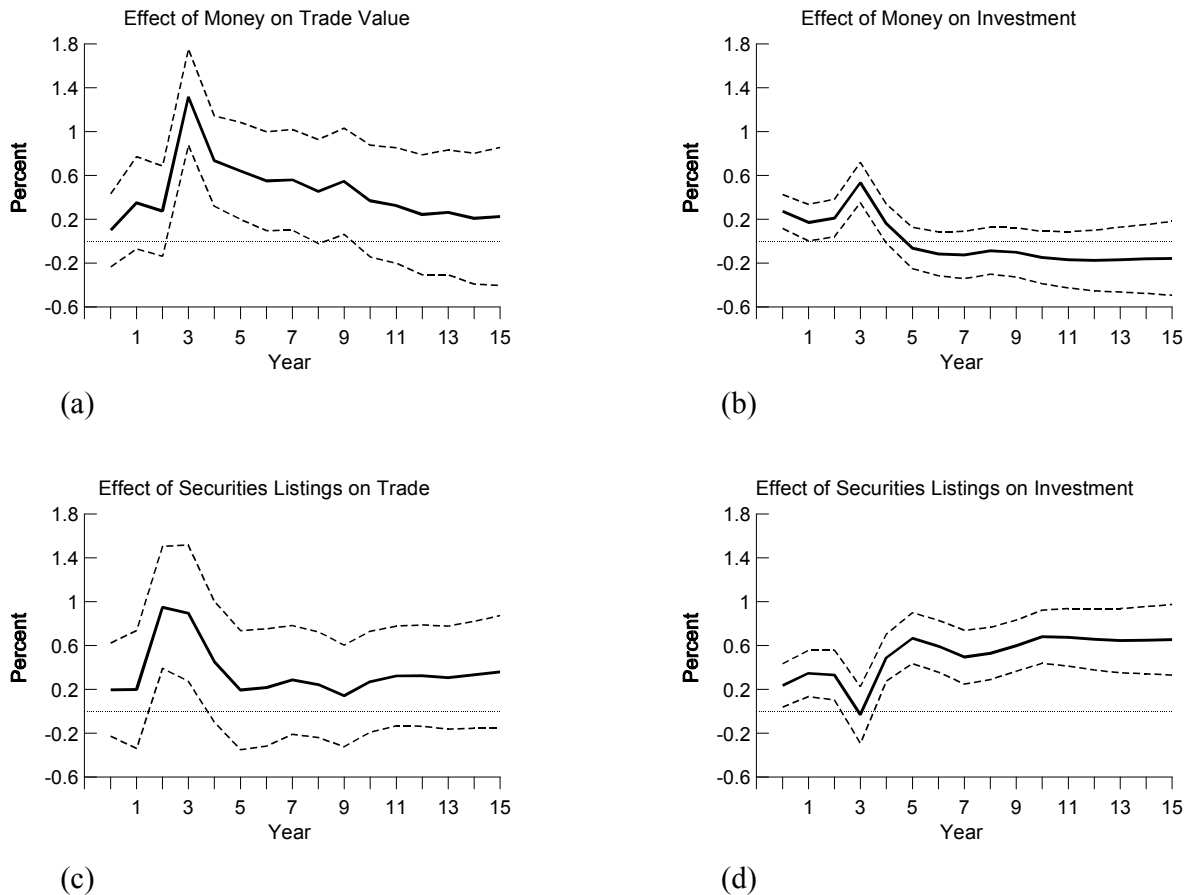 Effect of Money on Trade Value
1.8
1.4
1
0.6
0.2
-0.2
-0.6
Percent
1 3 5 7 9 11 13 15
Year
(a)
Effect of Money on Investment
1.8
1.4
1
0.6
0.2
-0.2
-0.6
Percent
1 3 5 7 9 11 13 15
Year
(b)
Effect of Securities Listings on Trade
1.8
1.4
1
0.6
0.2
-0.2
-0.6
Percent
1 3 5 7 9 11 13 15
Year
(c)
Effect of Securities Listings on Investment
1.8
1.4
1
0.6
0.2
-0.2
-0.6
Percent
1 3 5 7 9 11 13 15
Year
(d)